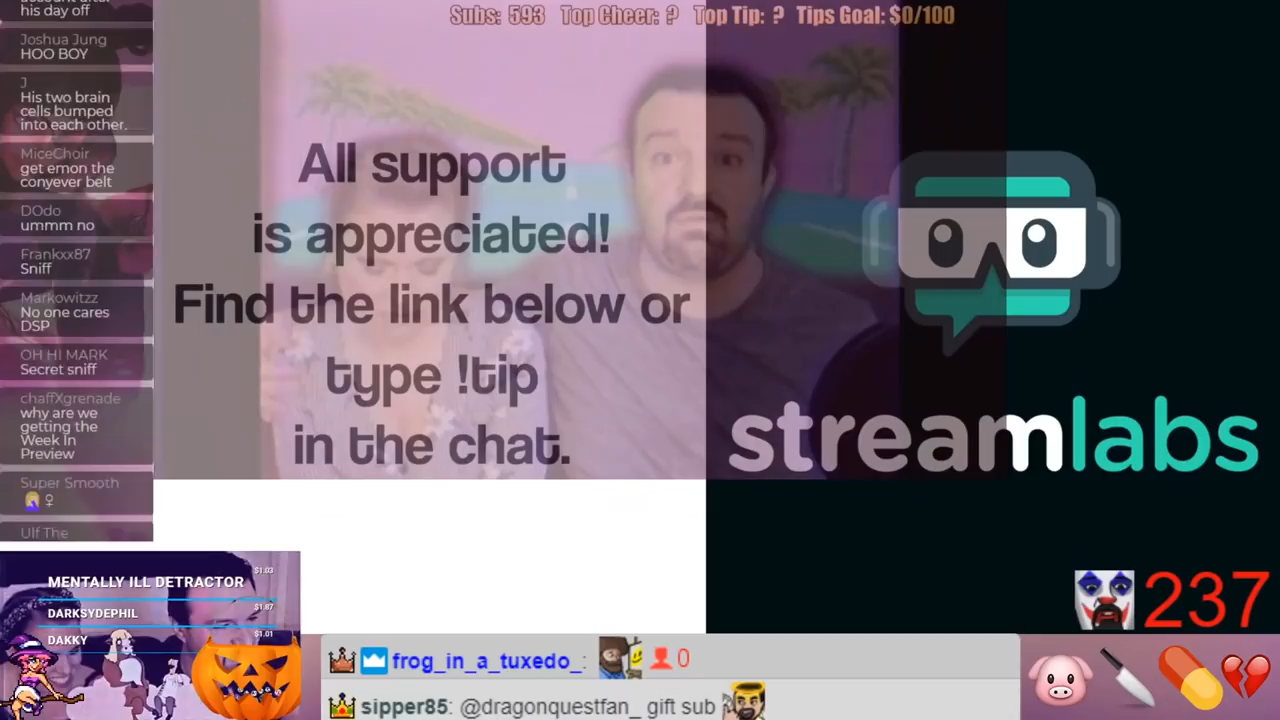 his day off
Subs: 593 Top Cheer: ? Top Tip: ? Tips Goal: $0/100
Joshua Jung
HOO BOY
J
His two brain
cells bumped
into each other.
MiceChoir
get emon the
conyever belt
DOdo
ummm no
Frankxx87
Sniff
Markowitzz
No one cares
DSP
OH HI MARK
Secret sniff
chaffXgrenade
why are we
getting the
Week In
Preview
Super Smooth
♀
Ulf The
All support
is appreciated!
Find the link below or
type !tip
in the chat.
streamlabs
237
MENTALLY ILL DETRACTOR $1.03
DARKSYDEPHIL $1.87
DAKKY $1.01
frog_in_a_tuxedo_: 0
sipper85: @dragonquestfan_ gift sub